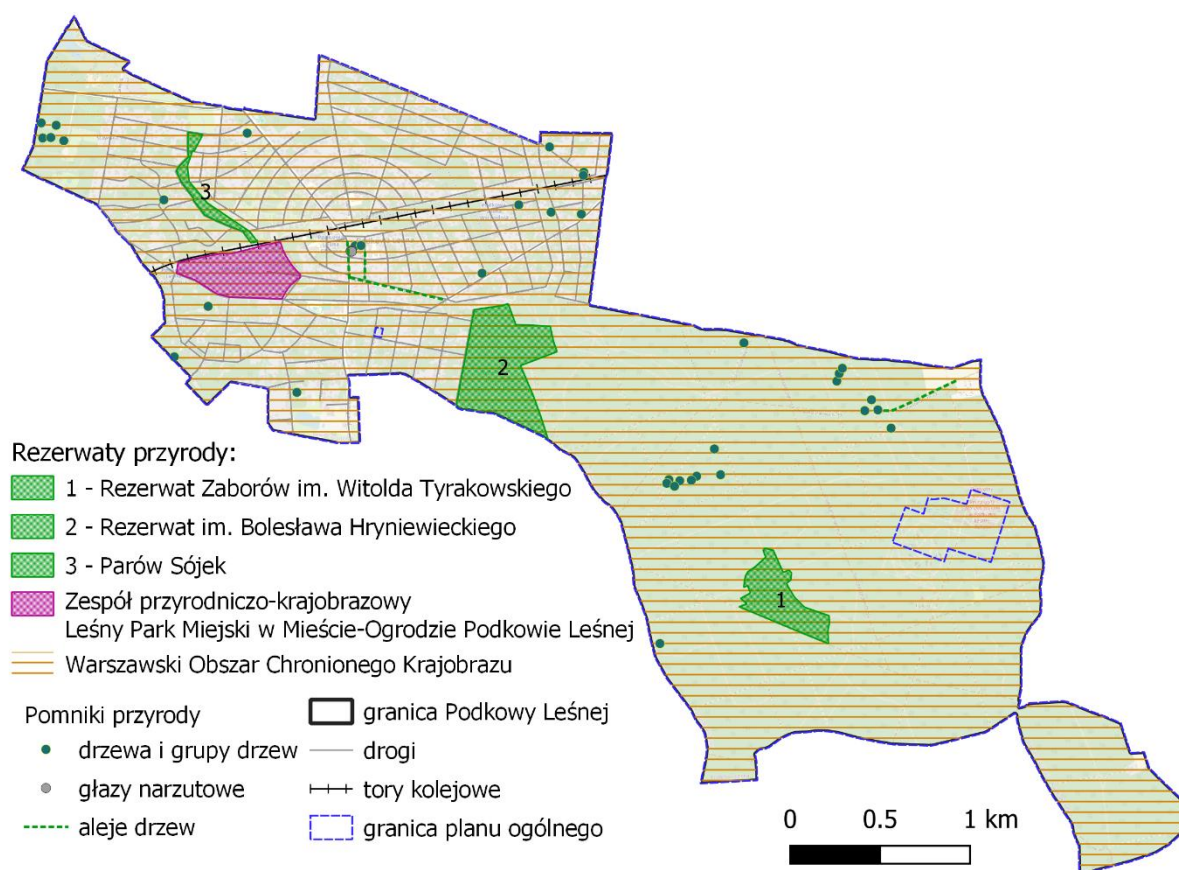 3
2
1
Rezerwaty przyrody:
1 - Rezerwat Zaborów im. Witolda Tyrakowskiego
2 - Rezerwat im. Bolesława Hryniewieckiego
3 - Parów Sójek
Zespół przyrodniczo-krajobrazowy
Leśny Park Miejski w Mieście-Ogrodzie Podkowie Leśnej
Warszawski Obszar Chronionego Krajobrazu
Pomniki przyrody
drzewa i grupy drzew
głazy narzutowe
aleje drzew
granica Podkowy Leśnej
drogi
tory kolejowe
granica planu ogólnego
0 0.5 1 km